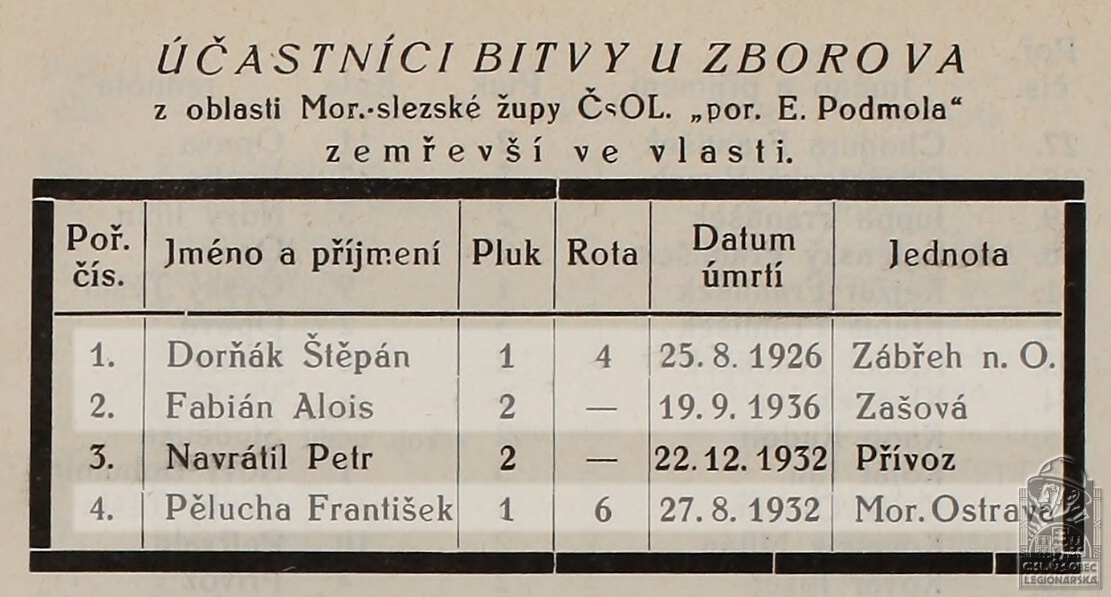 ÚČASTNÍCI BITVY U ZBOROVA
z oblasti Mor.-slezské župy ČsOL. „por. E. Podmola“
zemřevší ve vlasti.
Poř. čís. Jméno a příjmení Pluk Rota Datum úmrtí Jednota
1. Dorňák Štěpán 1 4 25. 8. 1926 Zábřeh n. O.
2. Fabián Alois 2 — 19. 9. 1936 Zašová
3. Navrátil Petr 2 — 22. 12. 1932 Přívoz
4. Pělucha František 1 6 27. 8. 1932 Mor. Ostrava
ČSL. OBEC
LEGIONÁŘSKÁ